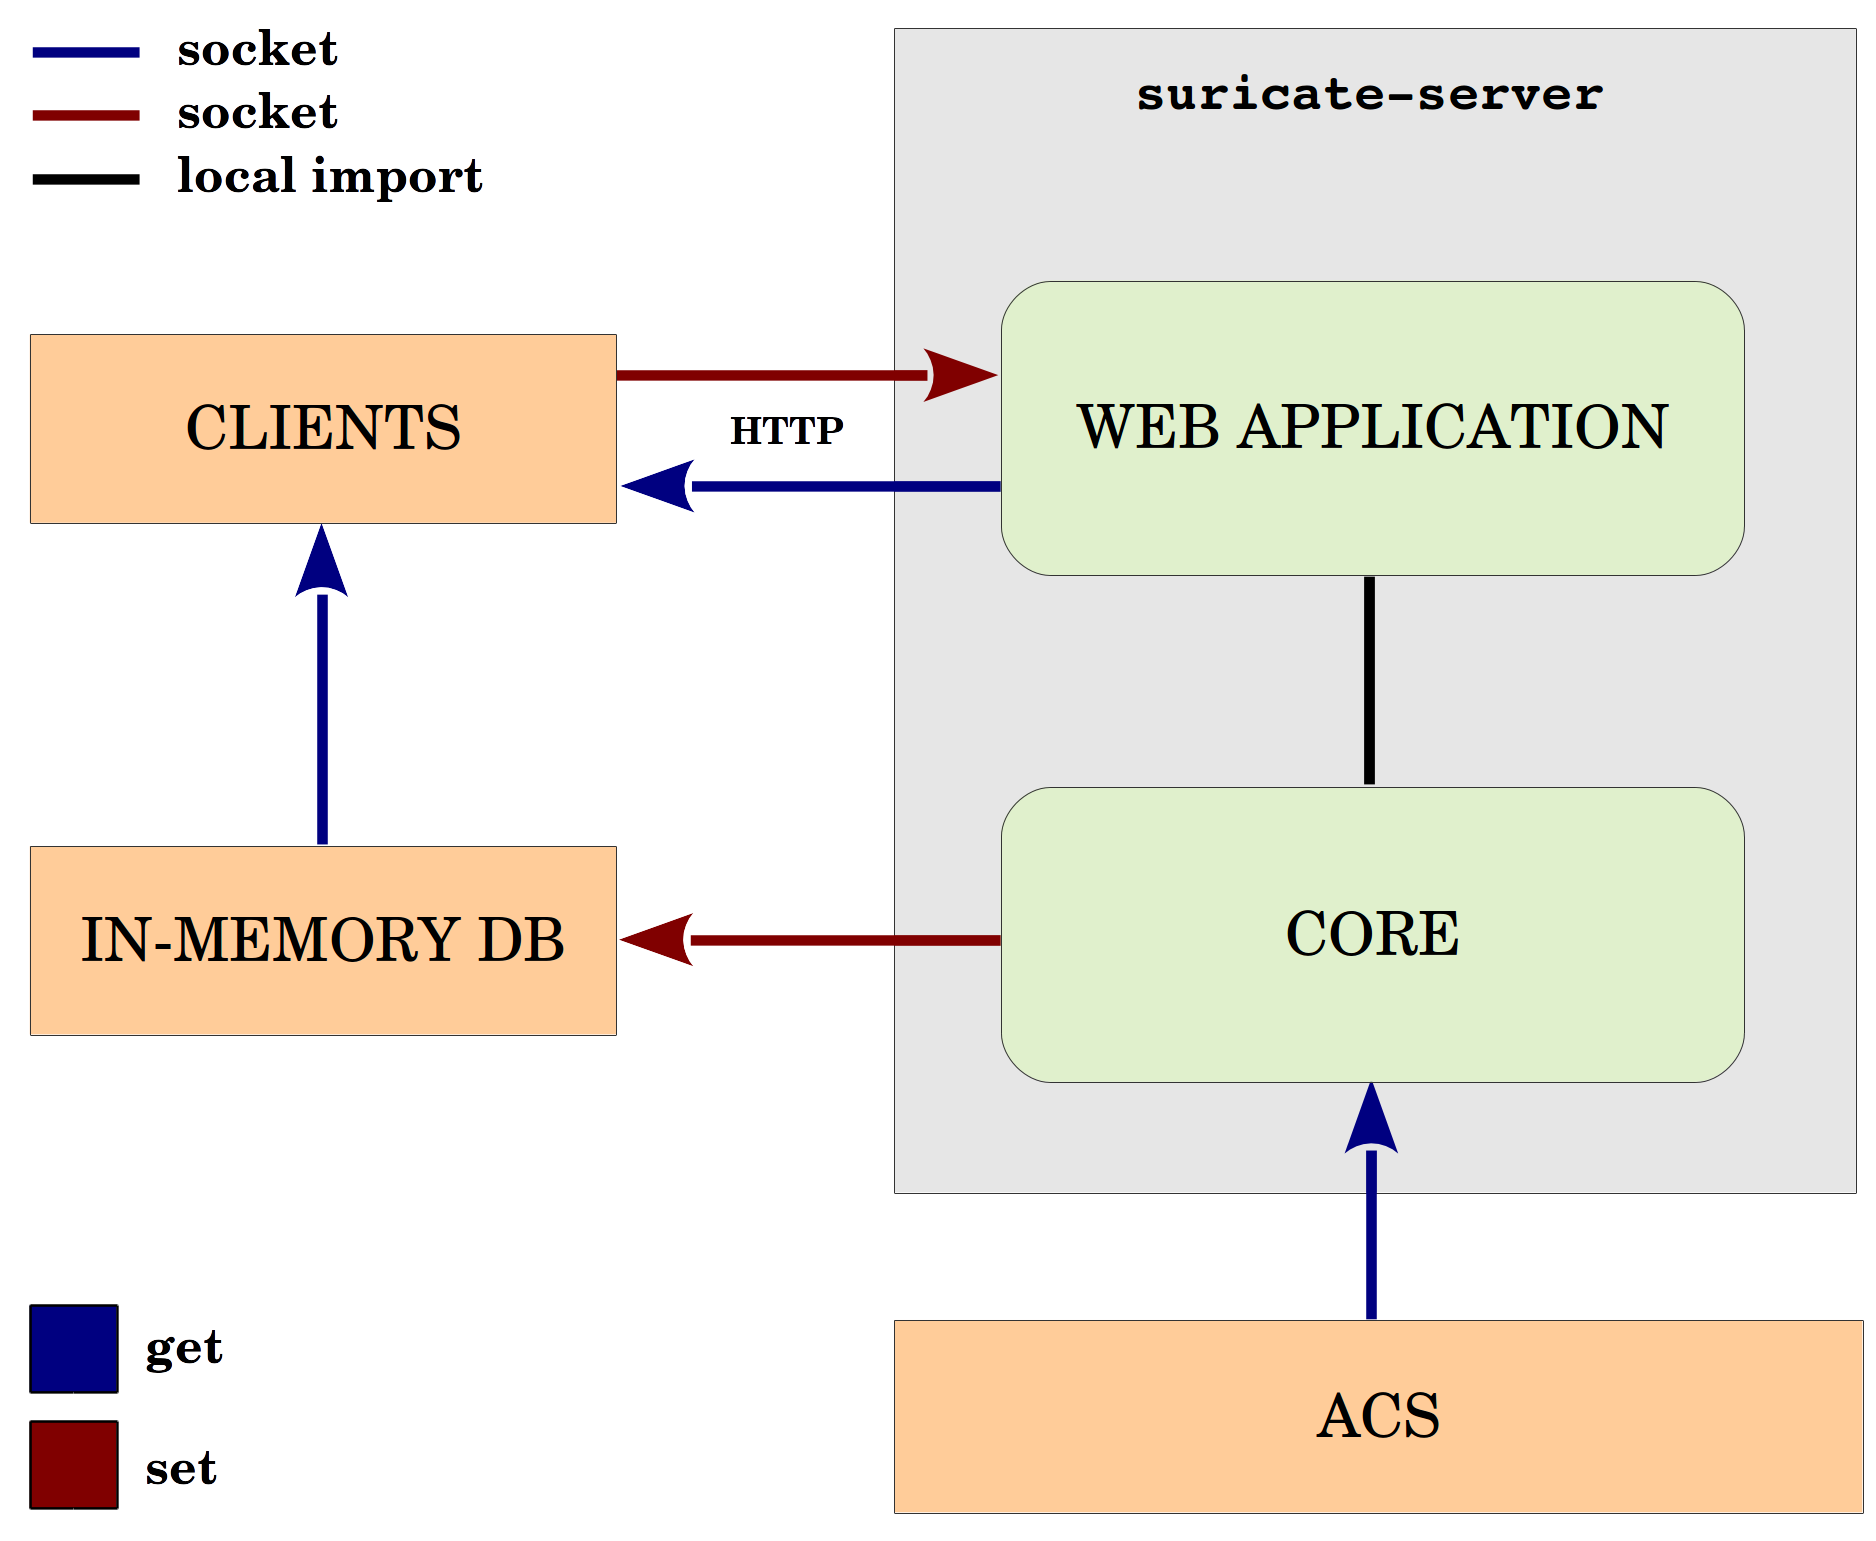 socket
socket
local import
suricate-server
CLIENTS
HTTP
WEB APPLICATION
IN-MEMORY DB
CORE
get
set
ACS